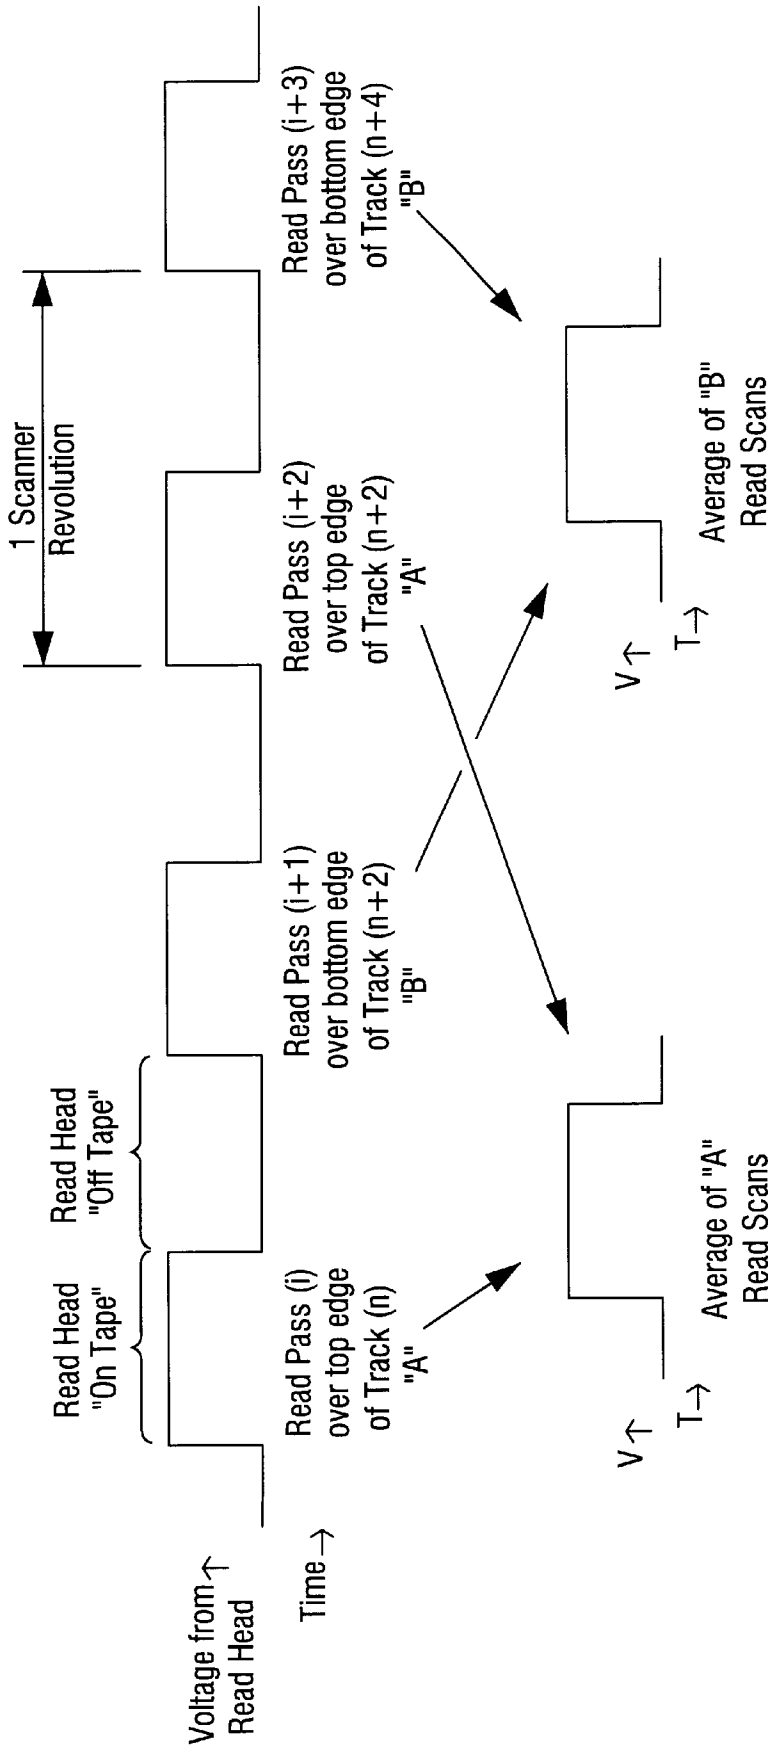 1 Scanner
Revolution
Read Head
"On Tape"
Read Head
"Off Tape"
Voltage from ↑
Read Head
Time →
Read Pass (i)
over top edge
of Track (n)
"A"
Read Pass (i+1)
over bottom edge
of Track (n+2)
"B"
Read Pass (i+2)
over top edge
of Track (n+2)
"A"
Read Pass (i+3)
over bottom edge
of Track (n+4)
"B"
V ↑
T →
Average of "A"
Read Scans
V ↑
T →
Average of "B"
Read Scans